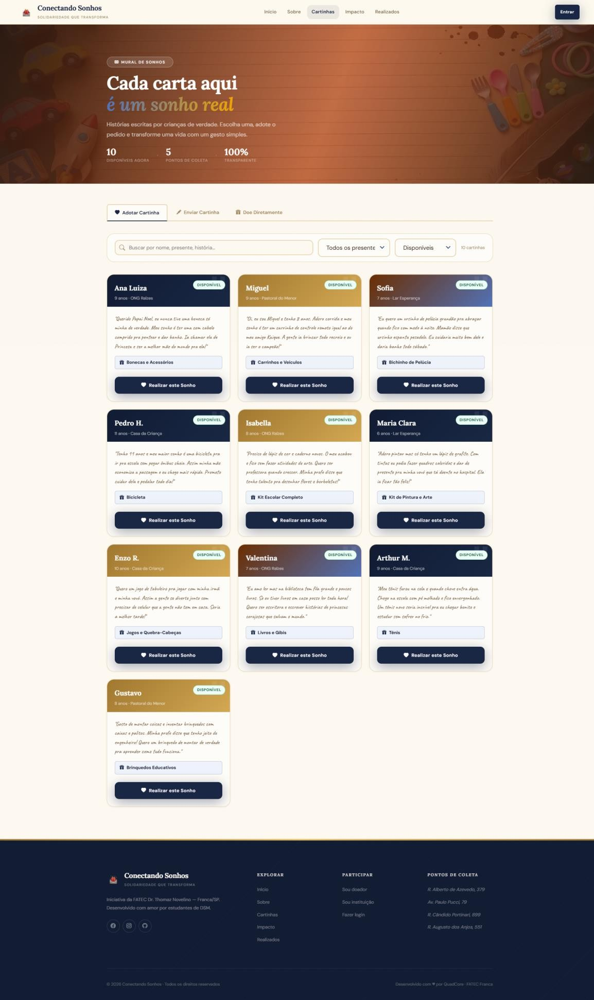 Conectando Sonhos
SOLIDARIEDADE QUE TRANSFORMA
Início
Sobre
Cartinhas
Impacto
Realizados
Entrar
MURAL DE SONHOS
Cada carta aqui
é um sonho real
Histórias escritas por crianças de verdade. Escolha uma, adote o
pedido e transforme uma vida com um gesto simples.
10
DISPONÍVEIS AGORA
5
PONTOS DE COLETA
100%
TRANSPARENTE
Adotar Cartinha
Enviar Cartinha
Doe Diretamente
Buscar por nome, presente, história...
Todos os presente
Disponíveis
10 cartinhas
Ana Luiza
DISPONÍVEL
9 anos · ONG Raízes
"Querido Papai Noel, eu nunca tive uma boneca só
minha de verdade. Meu sonho é ter uma com cabelo
comprido pra pentear e dar banho. Ia chamar ela de
Princesa e ser a melhor mãe do mundo pra ela!"
Bonecas e Acessórios
Realizar este Sonho
Miguel
DISPONÍVEL
9 anos · Pastoral do Menor
"Oi, eu sou Miguel e tenho 8 anos. Adoro corrida e meu
sonho é ter um carrinho de controle remoto igual ao do
meu amigo Kaique. A gente ia brincar todo recreio e eu
ia ser o campeão!"
Carrinhos e Veículos
Realizar este Sonho
Sofia
DISPONÍVEL
7 anos · Lar Esperança
"Eu quero um ursinho de pelúcia grandão pra abraçar
quando fico com medo à noite. Mamãe disse que
ursinho espanta pesadelo. Eu cuidaria muito bem dele e
daria banho todo sábado."
Bichinho de Pelúcia
Realizar este Sonho
Pedro H.
DISPONÍVEL
11 anos · Casa da Criança
"Tenho 11 anos e meu maior sonho é uma bicicleta pra
ir pra escola sem pegar ônibus cheio. Assim minha mãe
economiza a passagem e eu chego mais rápido. Prometo
cuidar dela e pedalar todo dia!"
Bicicleta
Realizar este Sonho
Isabella
DISPONÍVEL
8 anos · ONG Raízes
"Preciso de lápis de cor e caderno novos. O meu acabou
e fico sem fazer atividades de arte. Quero ser
professora quando crescer. Minha profe disse que
tenho talento pra desenhar flores e borboletas!"
Kit Escolar Completo
Realizar este Sonho
Maria Clara
DISPONÍVEL
6 anos · Lar Esperança
"Adoro pintar mas só tenho um lápis de grafite. Com
tintas eu podia fazer quadros coloridos e dar de
presente pra minha vovó que tá doente no hospital. Ela
ia ficar tão feliz!"
Kit de Pintura e Arte
Realizar este Sonho
Enzo R.
DISPONÍVEL
10 anos · Casa da Criança
"Quero um jogo de tabuleiro pra jogar com minha irmã
e minha vovó. Assim a gente se diverte junto sem
precisar de celular que a gente não tem em casa. Seria
a melhor tarde!"
Jogos e Quebra-Cabeças
Realizar este Sonho
Valentina
DISPONÍVEL
7 anos · ONG Raízes
"Eu amo ler mas na biblioteca tem fila grande e poucos
livros. Se eu tiver livros em casa posso ler toda hora!
Quero ser escritora e escrever histórias de princesas
corajosas que salvam o mundo."
Livros e Gibis
Realizar este Sonho
Arthur M.
DISPONÍVEL
9 anos · Casa da Criança
"Meu tênis furou na sola e quando chove entra água.
Chego na escola com pé molhado e fico envergonhado.
Um tênis novo seria incrível pra eu chegar bonito e
estudar sem sofrer no frio."
Tênis
Realizar este Sonho
Gustavo
DISPONÍVEL
8 anos · Pastoral do Menor
"Gosto de montar coisas e inventar brinquedos com
caixas e palitos. Minha profe disse que tenho jeito de
engenheiro! Quero um brinquedo de montar de verdade
pra aprender como tudo funciona."
Brinquedos Educativos
Realizar este Sonho
Conectando Sonhos
SOLIDARIEDADE QUE TRANSFORMA
Iniciativa da FATEC Dr. Thomaz Novelino — Franca/SP.
Desenvolvido com amor por estudantes de DSM.
EXPLORAR
Início
Sobre
Cartinhas
Impacto
Realizados
PARTICIPAR
Sou doador
Sou instituição
Fazer login
PONTOS DE COLETA
R. Alberto de Azevedo, 379
Av. Paulo Pucci, 79
R. Cândido Portinari, 899
R. Augusto dos Anjos, 551
© 2026 Conectando Sonhos · Todos os direitos reservados
Desenvolvido com ♥ por QuadCore · FATEC Franca